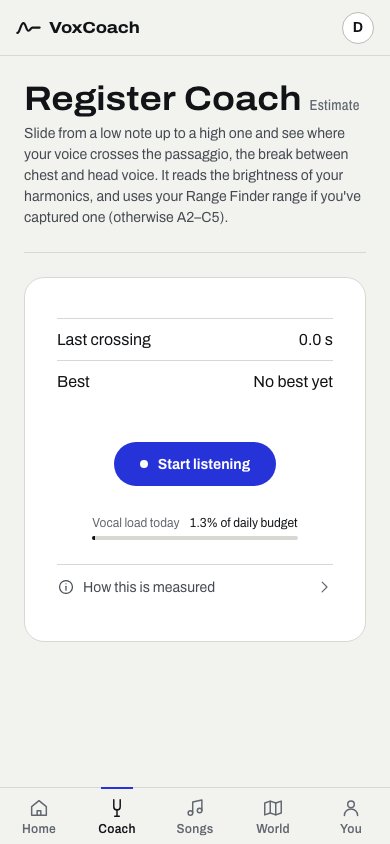 VoxCoach
D
Register Coach Estimate
Slide from a low note up to a high one and see where
your voice crosses the passaggio, the break between
chest and head voice. It reads the brightness of your
harmonics, and uses your Range Finder range if you've
captured one (otherwise A2–C5).
Last crossing 0.0 s
Best No best yet
Start listening
Vocal load today 1.3% of daily budget
How this is measured
Home Coach Songs World You